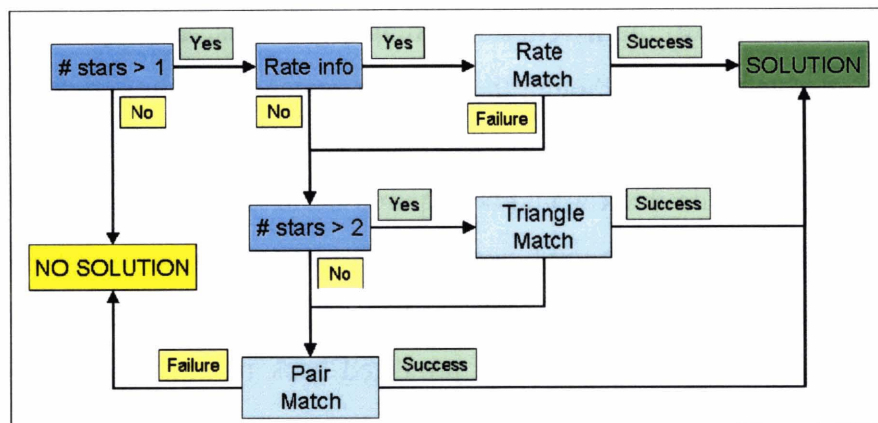 # stars > 1
Yes
Rate info
Yes
Rate
Match
Success
SOLUTION
No
No
Failure
# stars > 2
Yes
Triangle
Match
Success
NO SOLUTION
No
Failure
Pair
Match
Success